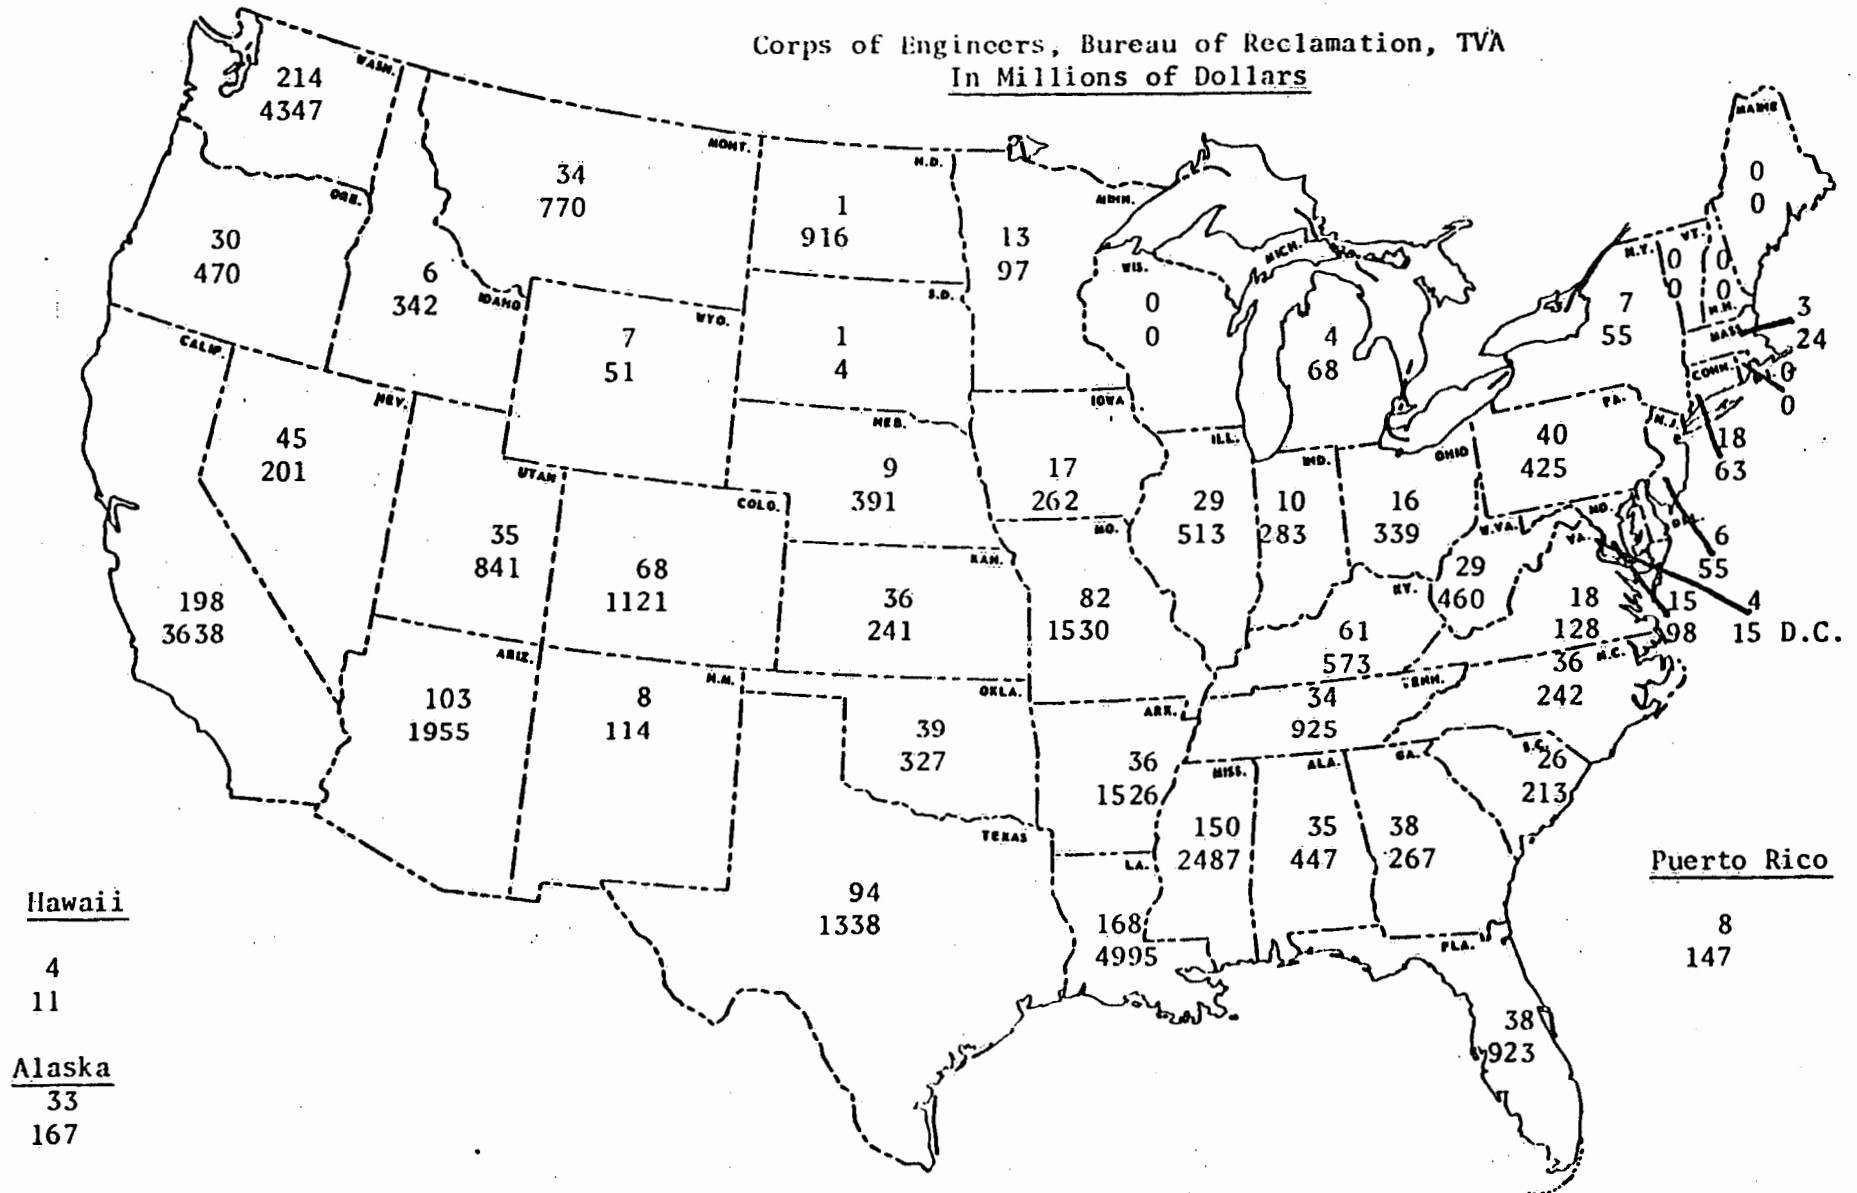 Corps of Engineers, Bureau of Reclamation, TVA
In Millions of Dollars
WASH.
214
4347
ORE.
30
470
CALIF.
198
3638
NEV.
45
201
IDAHO
6
342
MONT.
34
770
WYO.
7
51
UTAH
35
841
COLO.
68
1121
ARIZ.
103
1955
N.M.
8
114
N.D.
1
916
S.D.
1
4
NEB.
9
391
KAN.
36
241
OKLA.
39
327
TEXAS
94
1338
MINN.
13
97
IOWA
17
262
MO.
82
1530
ARK.
36
1526
LA.
168
4995
WIS.
0
0
MICH.
4
68
ILL.
29
513
IND.
10
283
OHIO
16
339
KY.
61
573
TENN.
34
925
MISS.
150
2487
ALA.
35
447
GA.
38
267
FLA.
38
923
S.C.
26
213
N.C.
36
242
VA.
18
128
W.VA.
29
460
MD.
15
98
4
15 D.C.
DEL.
6
55
PA.
40
425
N.J.
18
63
N.Y.
7
55
CONN.
R.I.
0
0
MASS.
3
24
VT.
0
0
N.H.
0
0
MAINE
0
0
Hawaii
4
11
Alaska
33
167
Puerto Rico
8
147